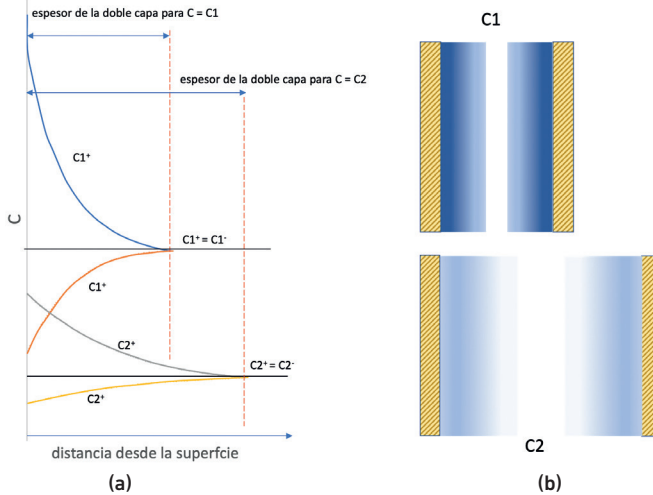 espesor de la doble capa para C = C1
espesor de la doble capa para C = C2
C1⁺
C
C1⁺ = C1⁻
C1⁺
C2⁺
C2⁺ = C2⁻
C2⁺
distancia desde la superfcie
(a)
C1
C2
(b)